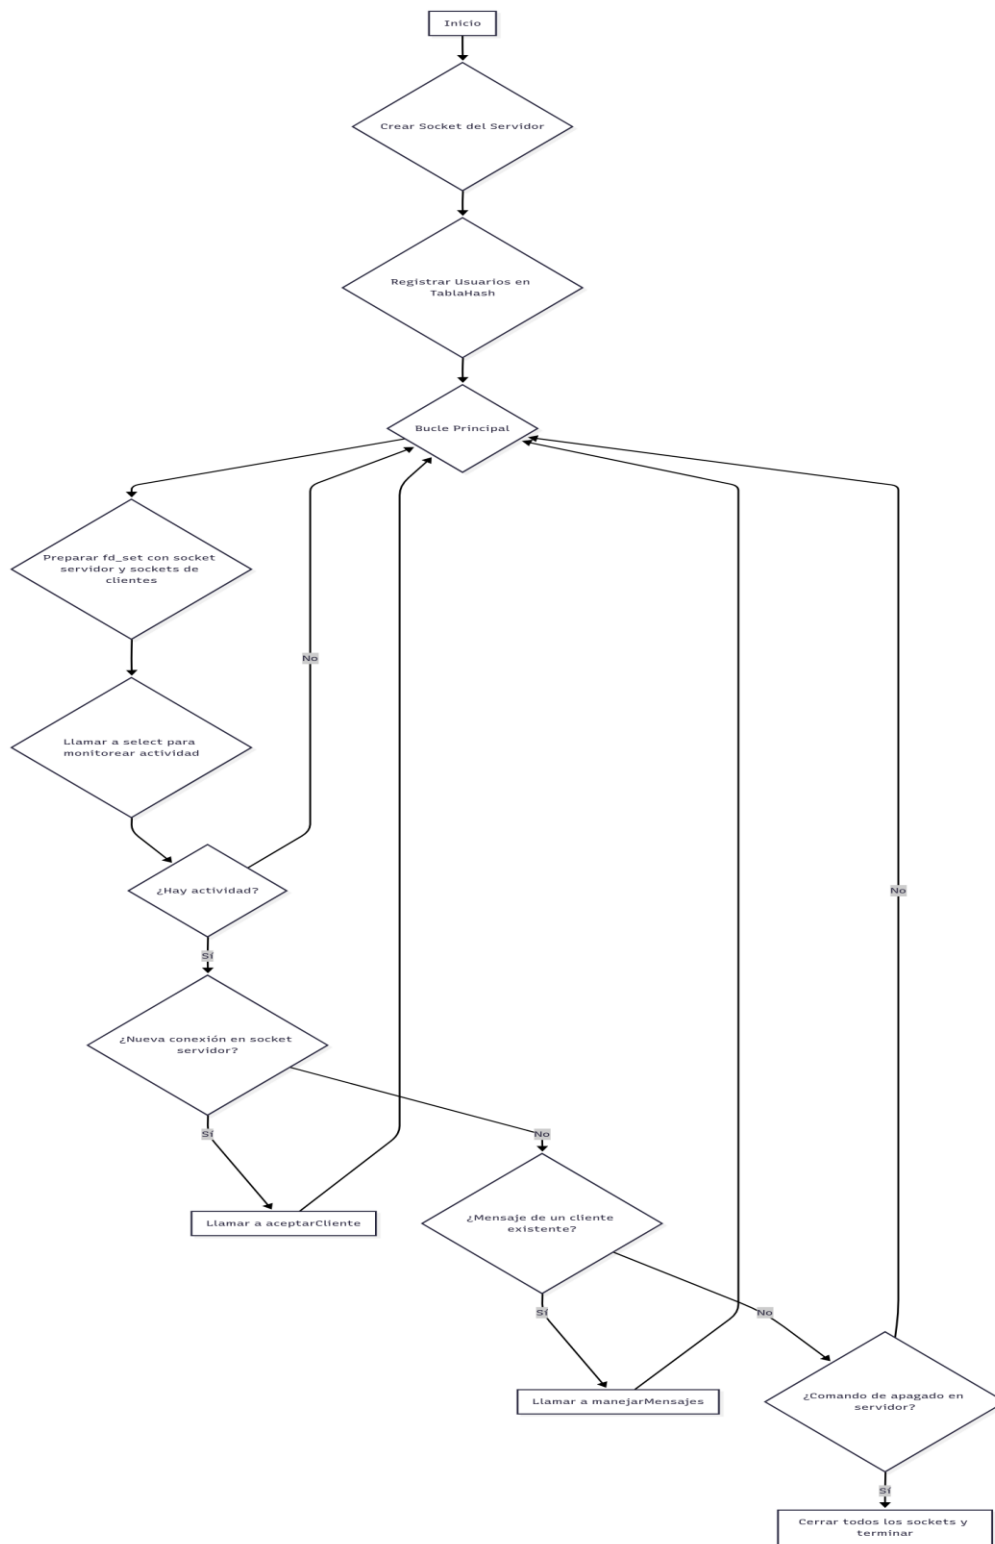 Inicio
Crear Socket del Servidor
Registrar Usuarios en
TablaHash
Bucle Principal
Preparar fd_set con socket
servidor y sockets de
clientes
No
Llamar a select para
monitorear actividad
¿Hay actividad?
No
Sí
¿Nueva conexión en socket
servidor?
Sí
No
Llamar a aceptarCliente
¿Mensaje de un cliente
existente?
Sí
No
Llamar a manejarMensajes
¿Comando de apagado en
servidor?
Sí
Cerrar todos los sockets y
terminar